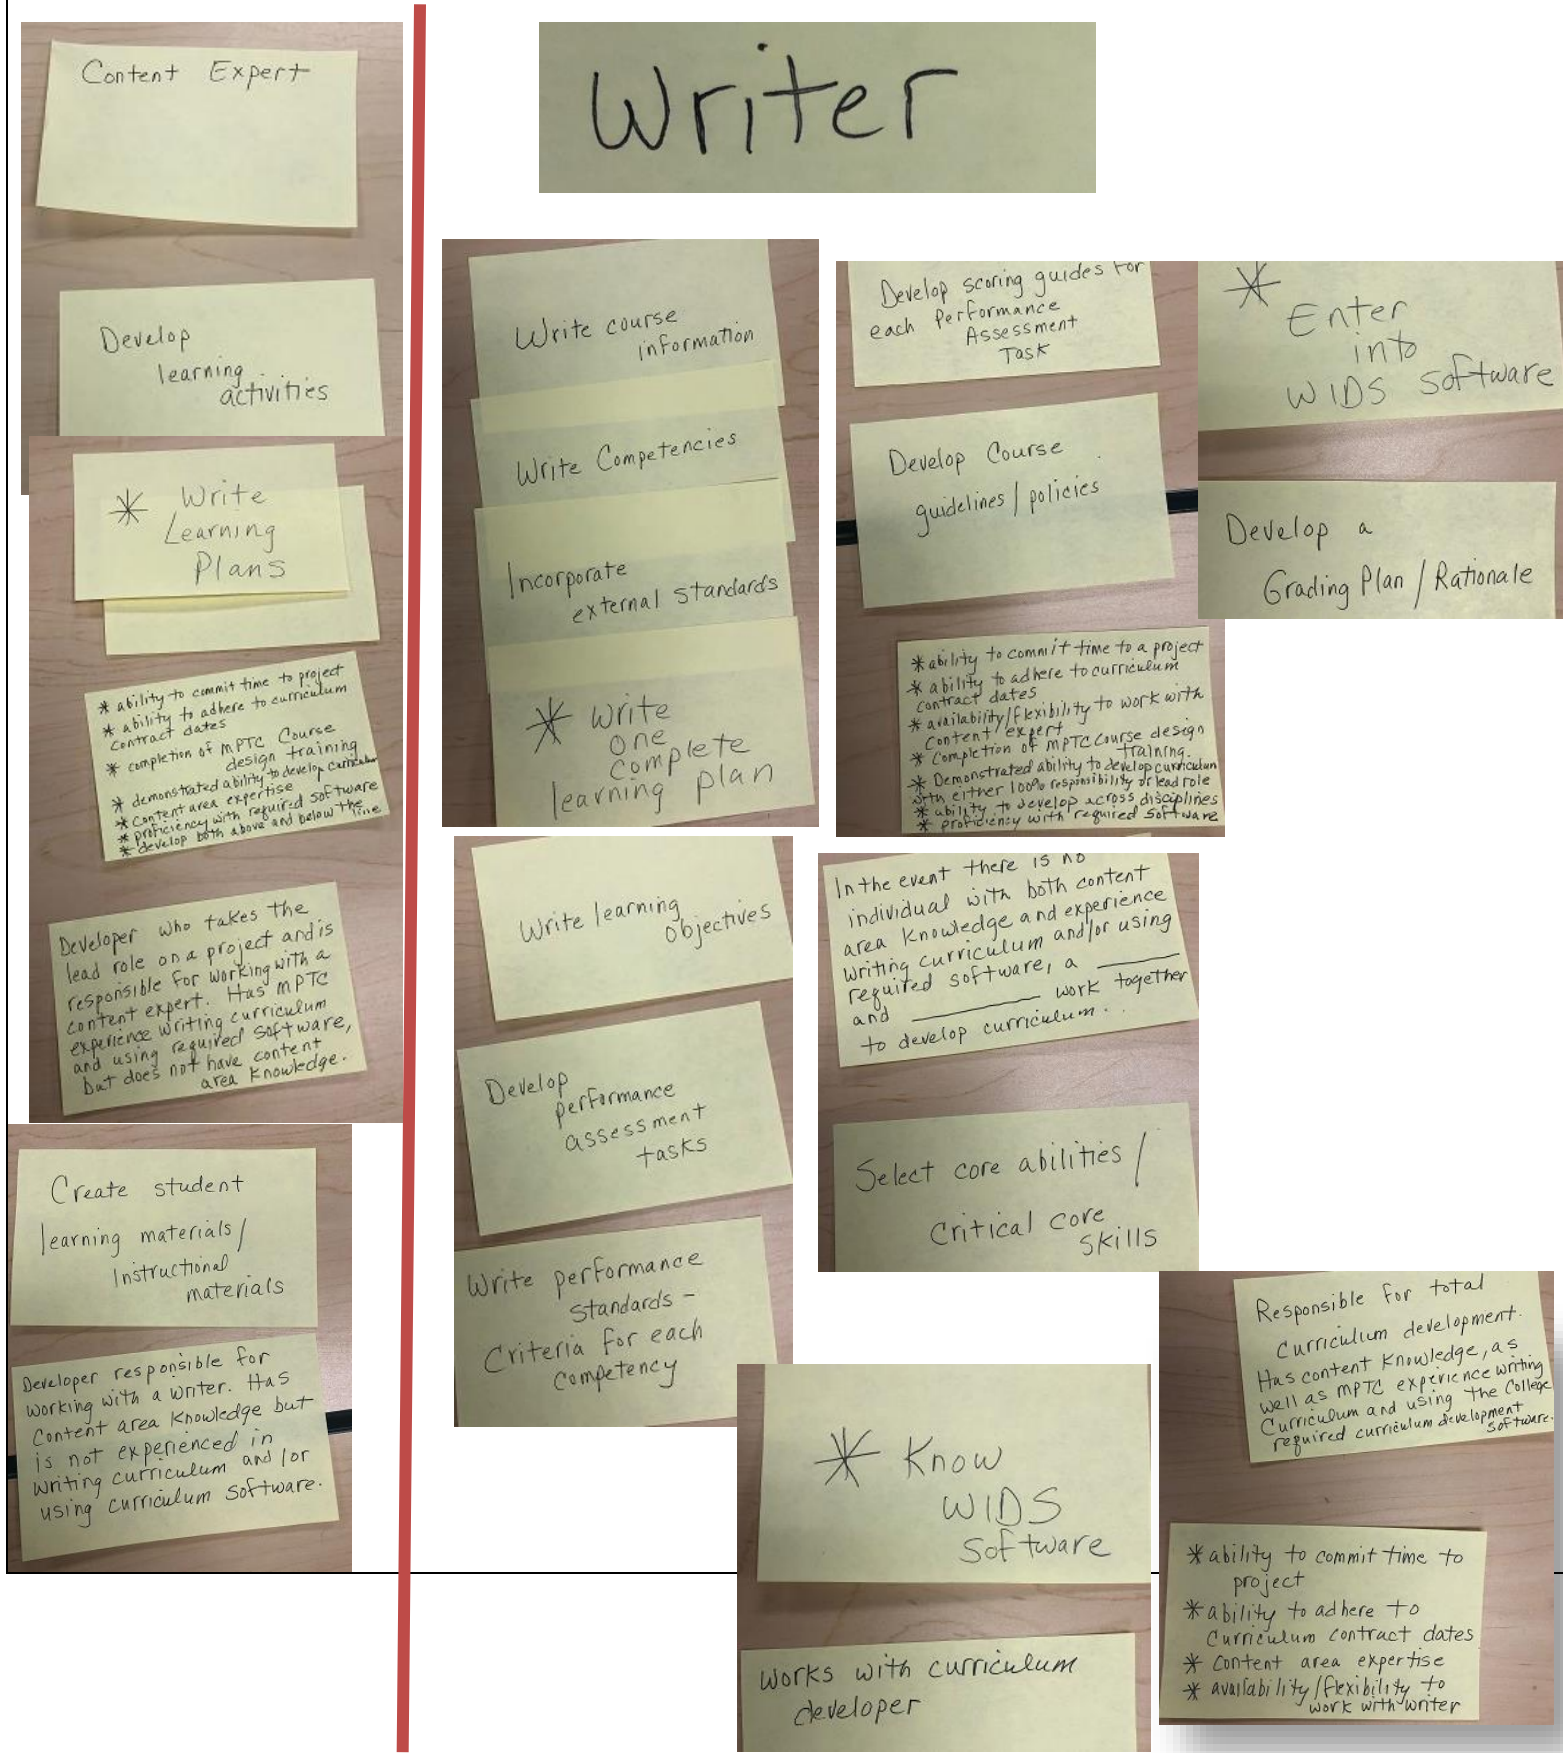 Content Expert
Develop
learning
activities
* Write
Learning
Plans
* ability to commit time to project
* ability to adhere to curriculum
contract dates
* completion of MPTC Course
design training
* demonstrated ability to develop curriculum
* Content area expertise
* proficiency with required software
* develop both above and below the
line
Developer who takes the
lead role on a project and is
responsible for working with a
content expert. Has MPTC
experience writing curriculum
and using required software,
but does not have content
area knowledge.
Create student
learning materials/
Instructional
materials
Developer responsible for
working with a writer. Has
Content area knowledge but
is not experienced in
writing curriculum and/or
using curriculum software.
Writer
Write course
information
Write Competencies
Incorporate
external standards
* Write
one
complete
learning plan
Write learning
objectives
Develop
performance
assessment
tasks
Write performance
standards -
Criteria for each
competency
Develop scoring guides for
each Performance
Assessment
Task
Develop Course
guidelines/policies
* ability to commit time to a project
* ability to adhere to curriculum
contract dates
* availability/flexibility to work with
Content expert
* Completion of MPTC Course design
training.
* Demonstrated ability to develop curriculum
with either 100% responsibility or lead role
* ability to develop across disciplines
* proficiency with required software
* Enter
into
WIDS software
Develop a
Grading Plan / Rationale
In the event there is no
individual with both content
area knowledge and experience
writing curriculum and/or using
required software, a ________
and ________ work together
to develop curriculum...
Select core abilities/
Critical core
skills
* Know
WIDS
software
works with curriculum
developer
Responsible for total
Curriculum development.
Has content knowledge, as
well as MPTC experience writing
Curriculum and using the College
required curriculum development
software.
* ability to commit time to
project
* ability to adhere to
Curriculum contract dates
* Content area expertise
* availability/flexibility to
work with writer